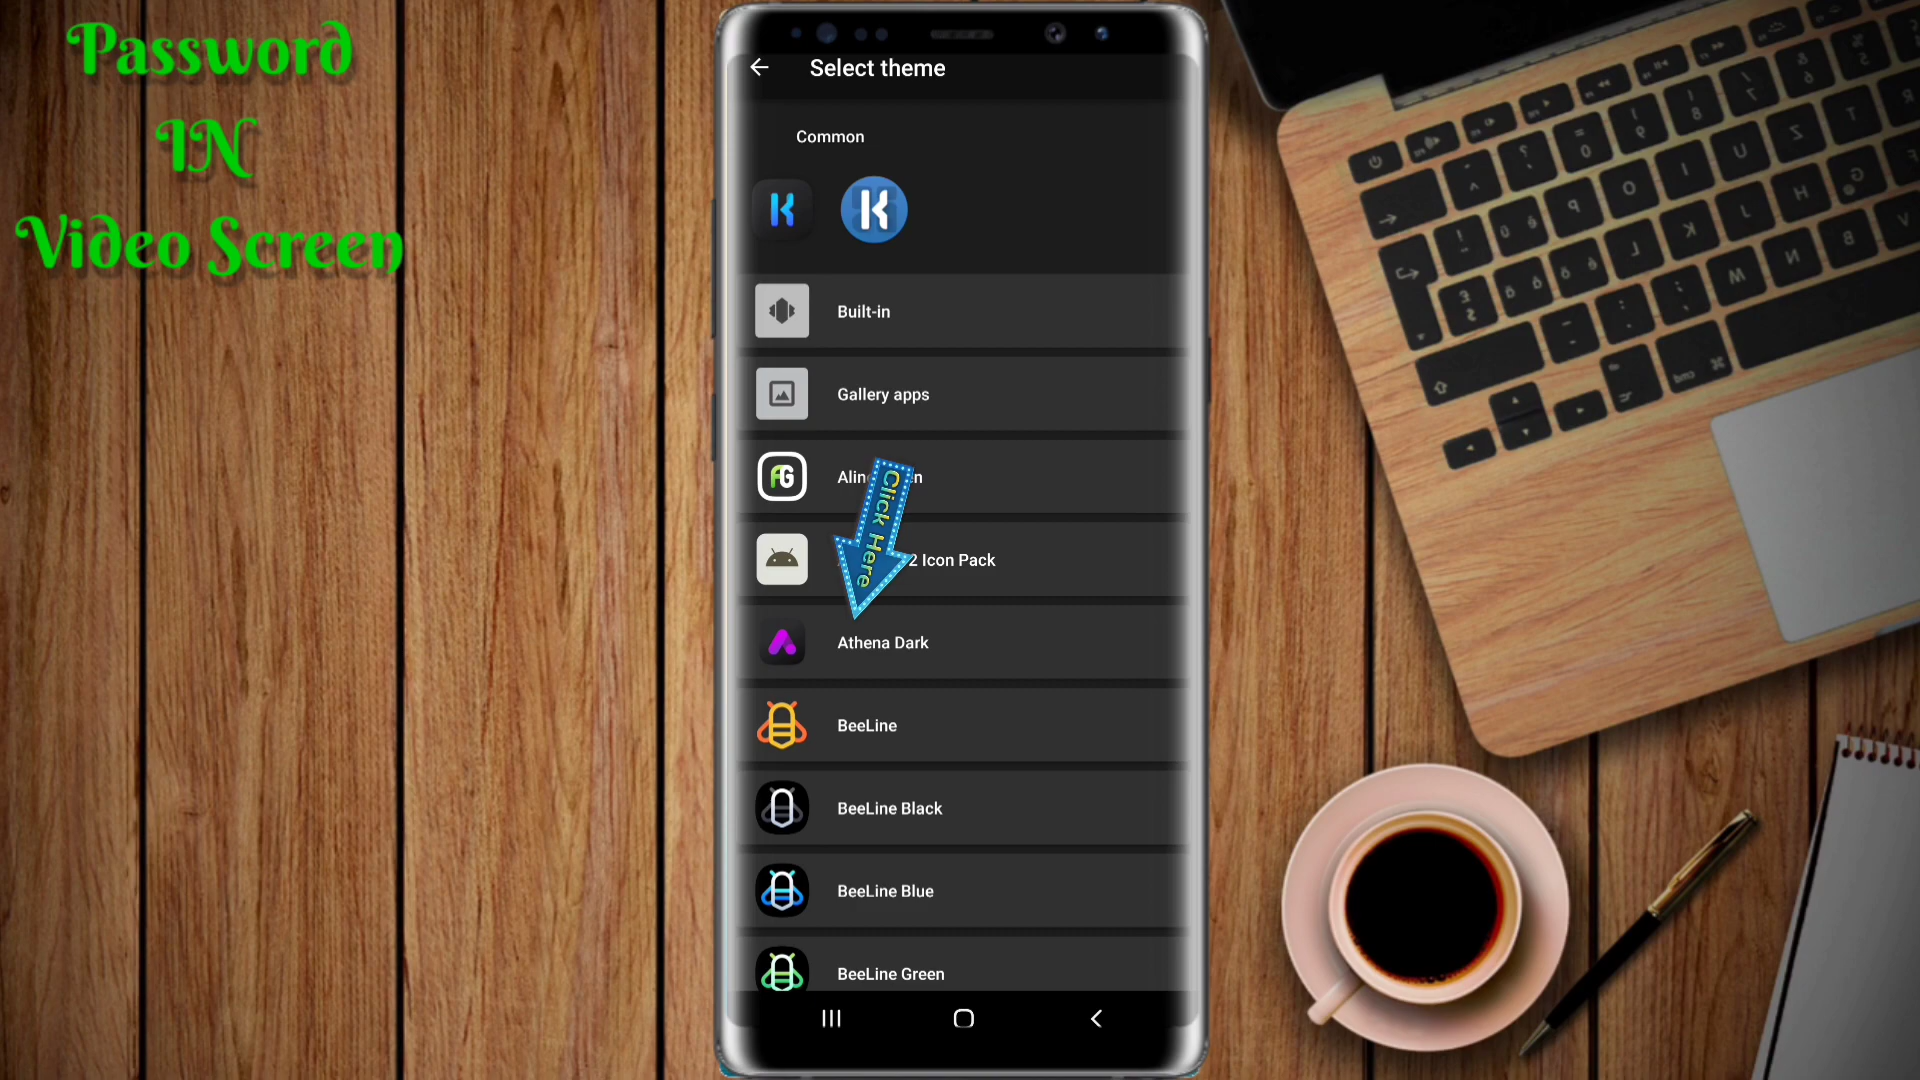 Password
IN
Video Screen
Select theme
Common
Built-in
Gallery apps
Click Here
2 Icon Pack
Athena Dark
BeeLine
BeeLine Black
BeeLine Blue
BeeLine Green